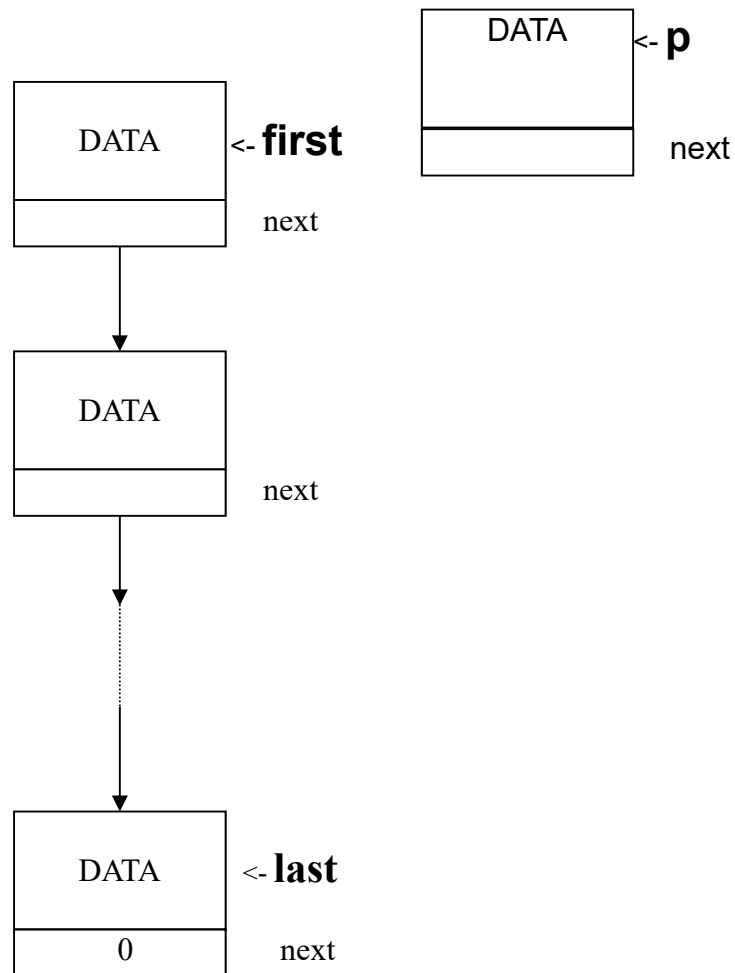 DATA
<- p
next
DATA
<- first
next
DATA
next
DATA
<- last
0
next